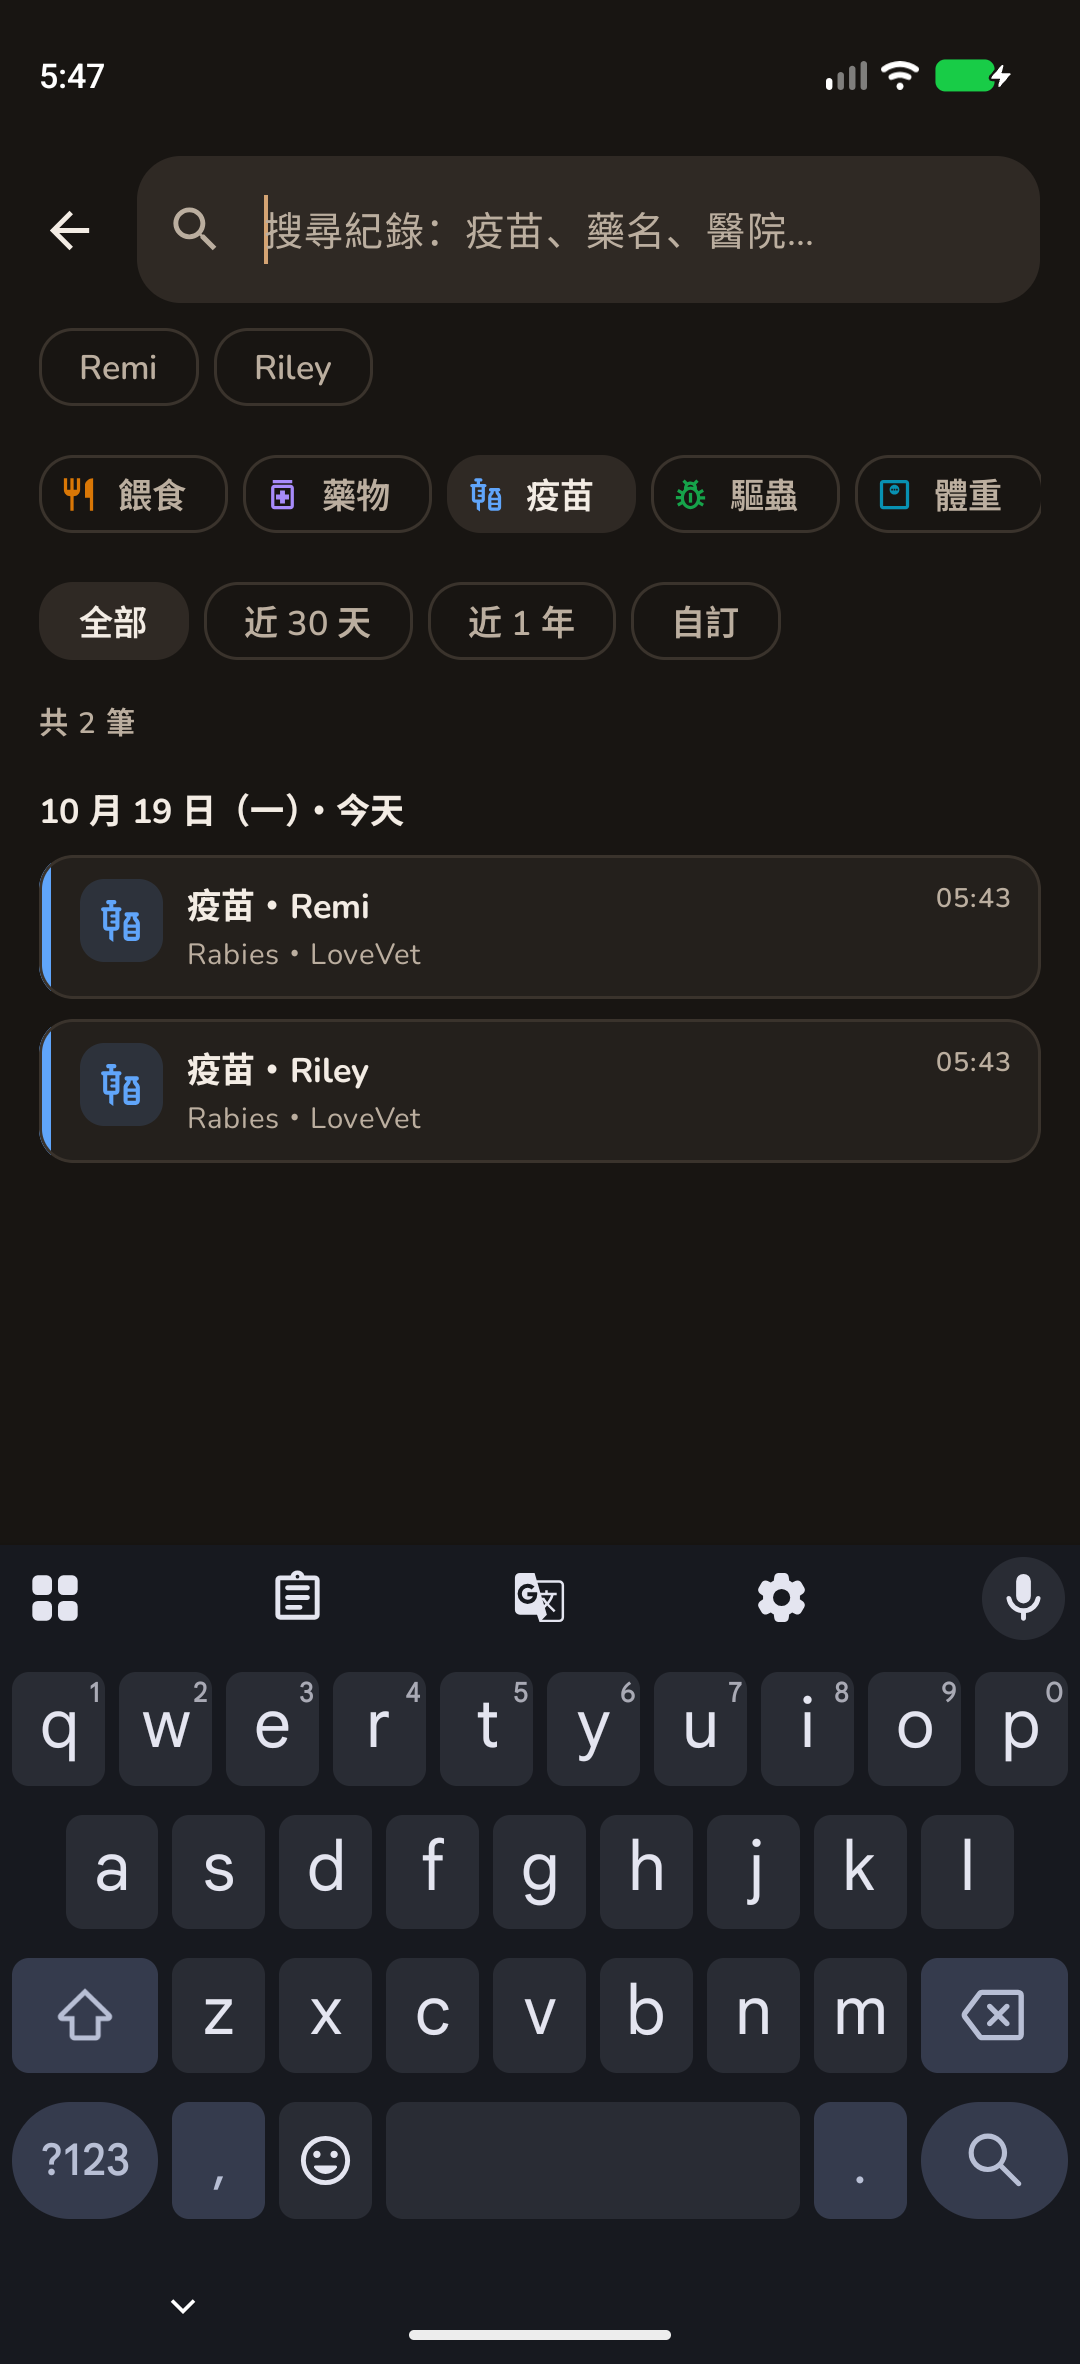 5:47
搜尋紀錄：疫苗、藥名、醫院...
Remi Riley
餵食 藥物 疫苗 驅蟲 體重
全部 近 30 天 近 1 年 自訂
共 2 筆
10 月 19 日（一）• 今天
疫苗 • Remi 05:43
Rabies • LoveVet
疫苗 • Riley 05:43
Rabies • LoveVet
q 1 w 2 e 3 r 4 t 5 y 6 u 7 i 8 o 9 p 0
a s d f g h j k l
z x c v b n m
?123 , .